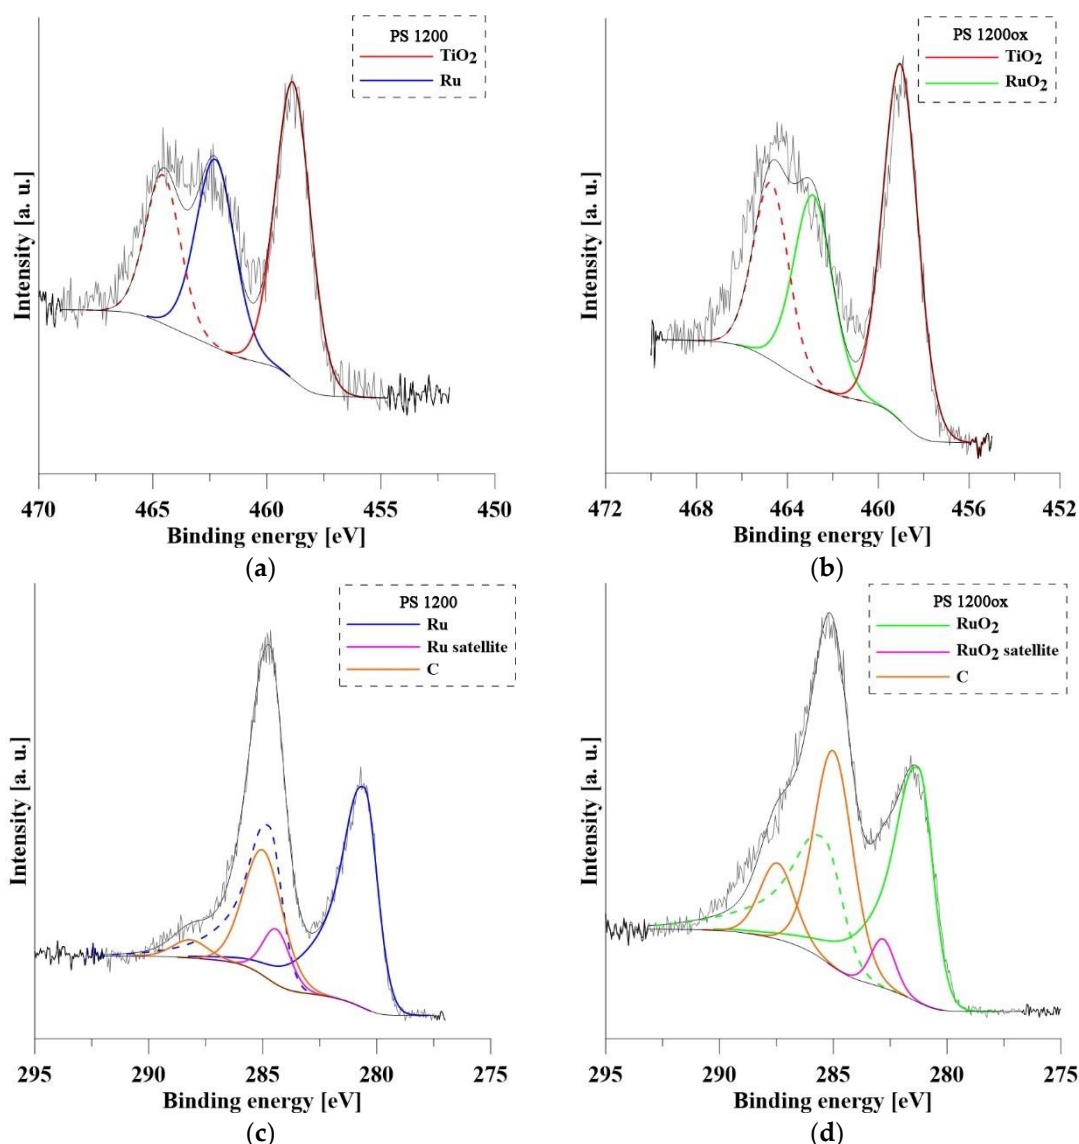 PS 1200
TiO2
Ru
Intensity [a. u.]
470 465 460 455 450
Binding energy [eV]
(a)
PS 1200ox
TiO2
RuO2
Intensity [a. u.]
472 468 464 460 456 452
Binding energy [eV]
(b)
PS 1200
Ru
Ru satellite
C
Intensity [a. u.]
295 290 285 280 275
Binding energy [eV]
(c)
PS 1200ox
RuO2
RuO2 satellite
C
Intensity [a. u.]
295 290 285 280 275
Binding energy [eV]
(d)